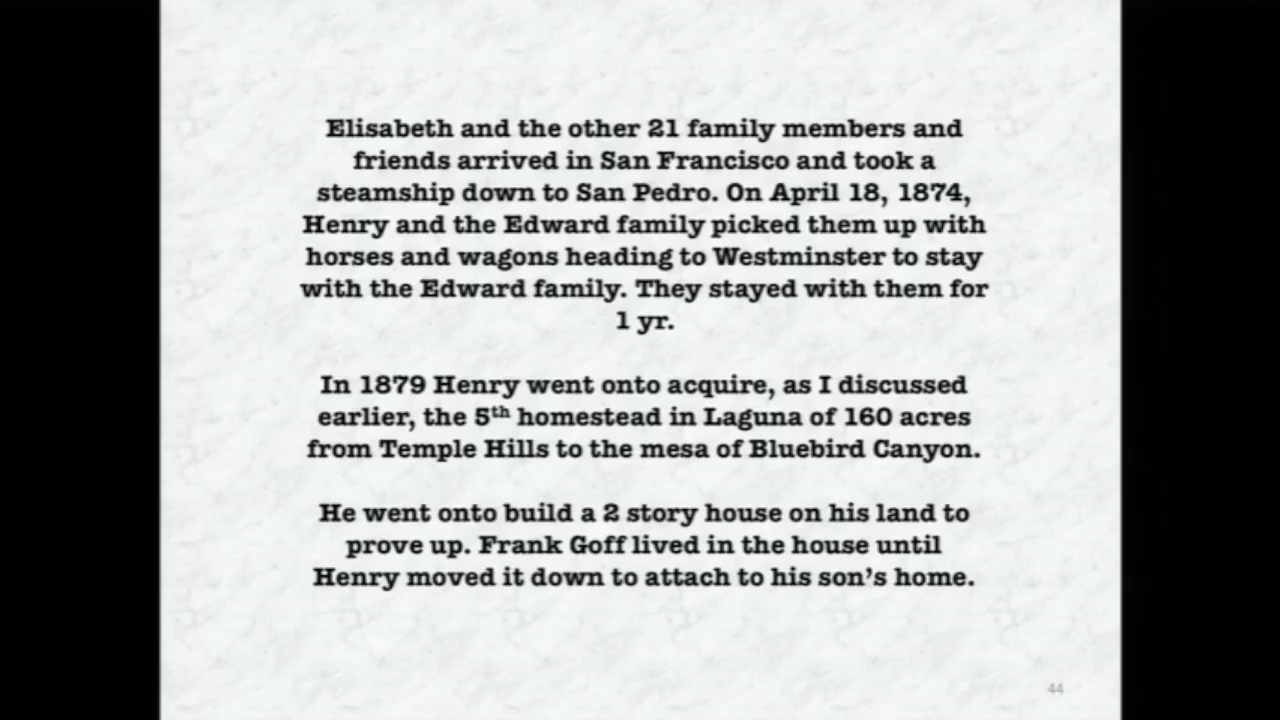 Elisabeth and the other 21 family members and
friends arrived in San Francisco and took a
steamship down to San Pedro. On April 18, 1874,
Henry and the Edward family picked them up with
horses and wagons heading to Westminster to stay
with the Edward family. They stayed with them for
1 yr.
In 1879 Henry went onto acquire, as I discussed
earlier, the 5th homestead in Laguna of 160 acres
from Temple Hills to the mesa of Bluebird Canyon.
He went onto build a 2 story house on his land to
prove up. Frank Goff lived in the house until
Henry moved it down to attach to his son’s home.
44